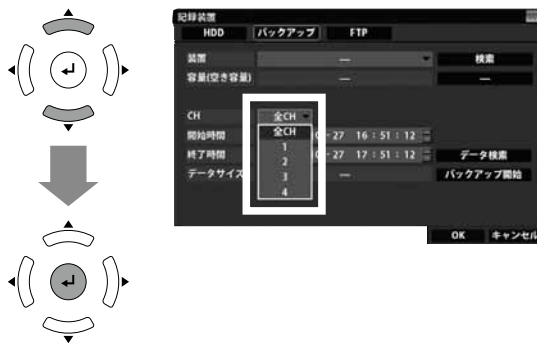 記録装置
HDD バックアップ FTP
装置 — 検索
容量(空き容量) — —
CH 全CH
全CH
開始時間 -27 16:51:12
1
2
終了時間 -27 17:51:12 データ検索
3
データサイズ — バックアップ開始
4
OK キャンセル